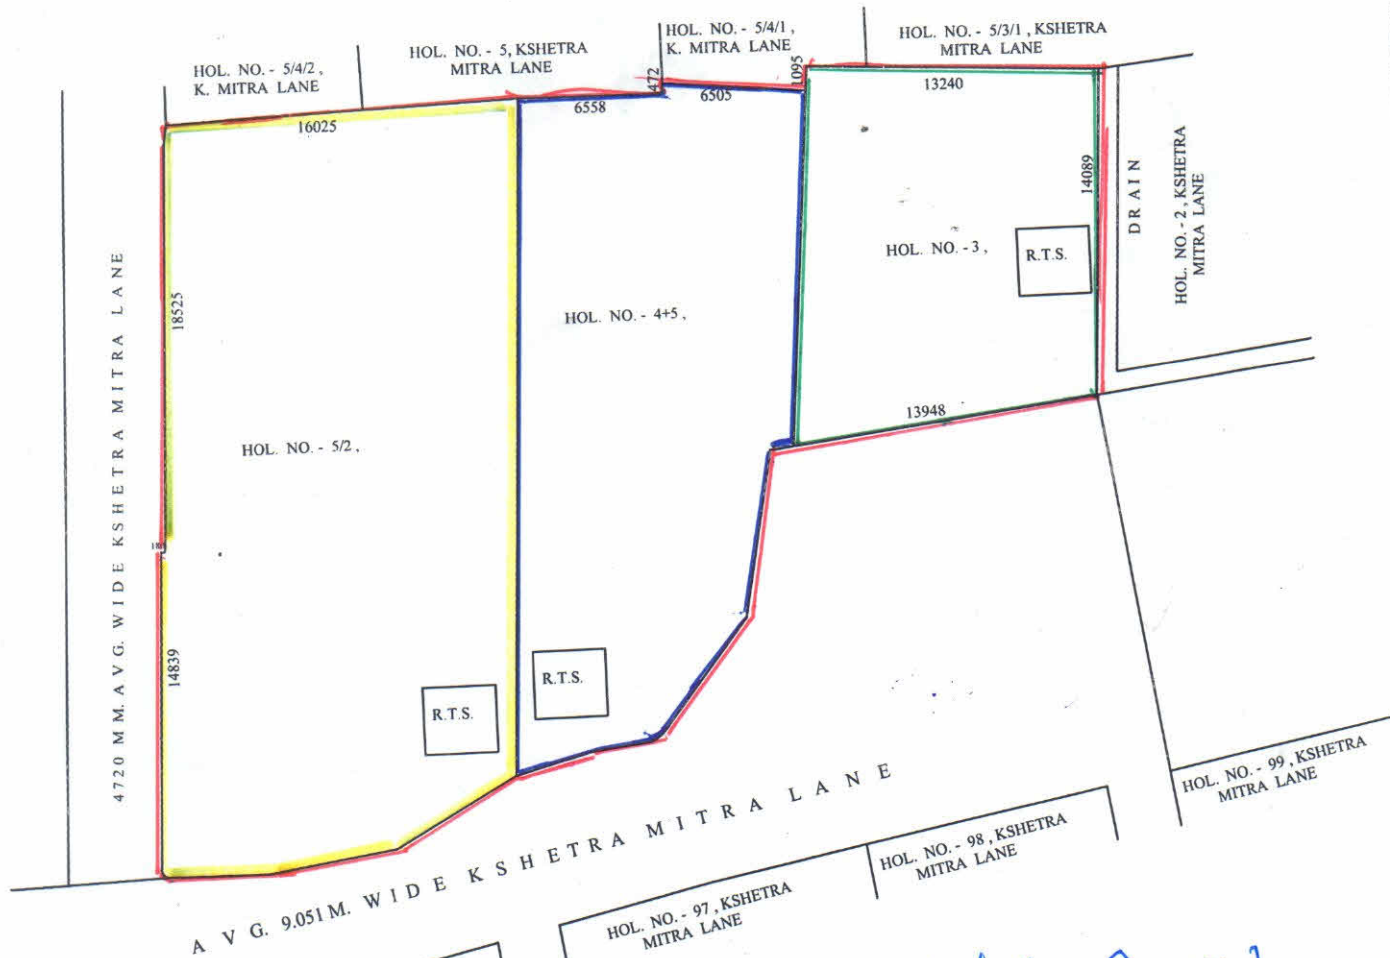 HOL. NO. - 5/4/2 ,
K. MITRA LANE
HOL. NO. - 5, KSHETRA
MITRA LANE
HOL. NO. - 5/4/1 ,
K. MITRA LANE
HOL. NO. - 5/3/1 , KSHETRA
MITRA LANE
16025
6558
472
6505
1095
13240
14089
DRAIN
HOL. NO. - 2 , KSHETRA
MITRA LANE
4720 MM. AVG. WIDE KSHETRA MITRA LANE
18525
14839
HOL. NO. - 5/2 ,
HOL. NO. - 4+5 ,
HOL. NO. - 3 ,
R.T.S.
13948
R.T.S.
R.T.S.
AVG. 9.051 M. WIDE KSHETRA MITRA LANE
HOL. NO. - 97 , KSHETRA
MITRA LANE
HOL. NO. - 98 , KSHETRA
MITRA LANE
HOL. NO. - 99 , KSHETRA
MITRA LANE